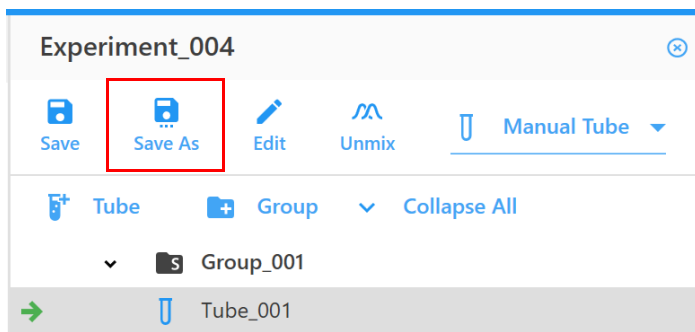 Experiment_004
Save Save As Edit Unmix Manual Tube
Tube Group Collapse All
S Group_001
Tube_001